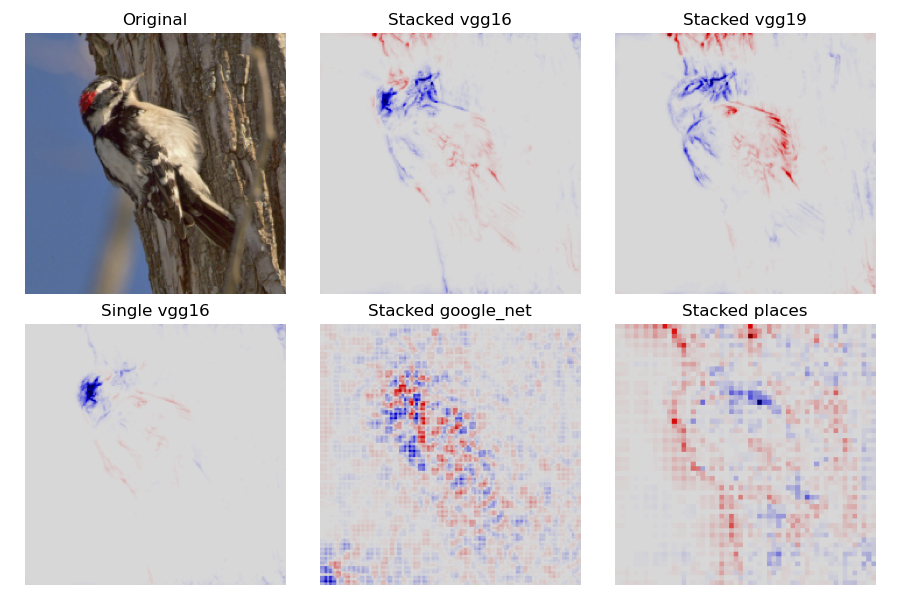 Original
Stacked vgg16
Stacked vgg19
Single vgg16
Stacked google_net
Stacked places